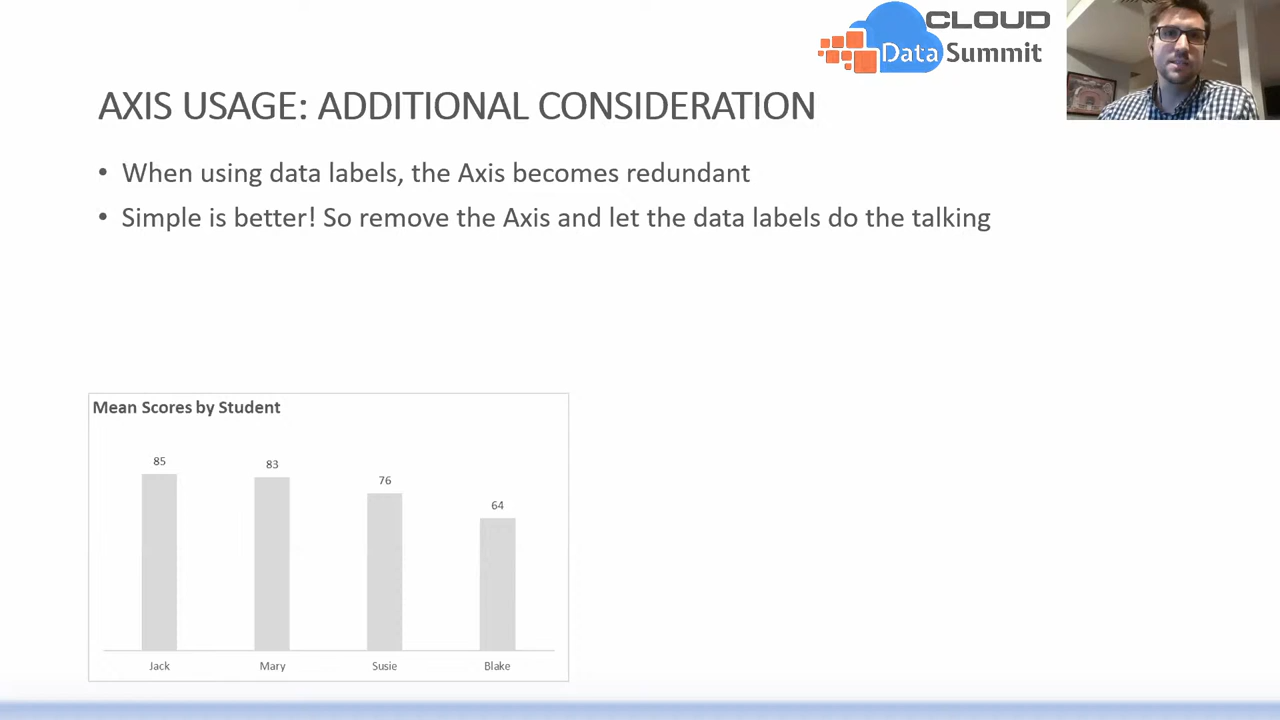 CLOUD
Data Summit
AXIS USAGE: ADDITIONAL CONSIDERATION
• When using data labels, the Axis becomes redundant
• Simple is better! So remove the Axis and let the data labels do the talking
Mean Scores by Student
85 83 76 64
Jack Mary Susie Blake